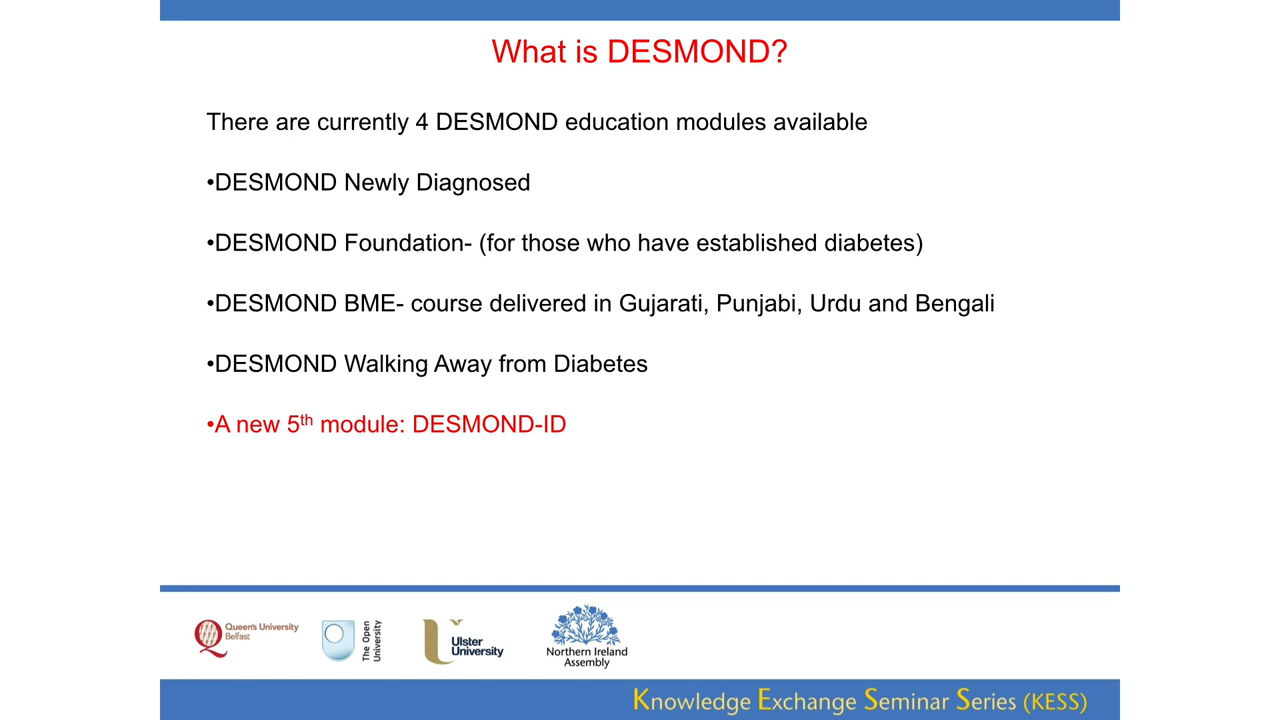 What is DESMOND?
There are currently 4 DESMOND education modules available
•DESMOND Newly Diagnosed
•DESMOND Foundation- (for those who have established diabetes)
•DESMOND BME- course delivered in Gujarati, Punjabi, Urdu and Bengali
•DESMOND Walking Away from Diabetes
•A new 5th module: DESMOND-ID
Queen's University
Belfast
The Open
University
Ulster
University
Northern Ireland
Assembly
Knowledge Exchange Seminar Series (KESS)